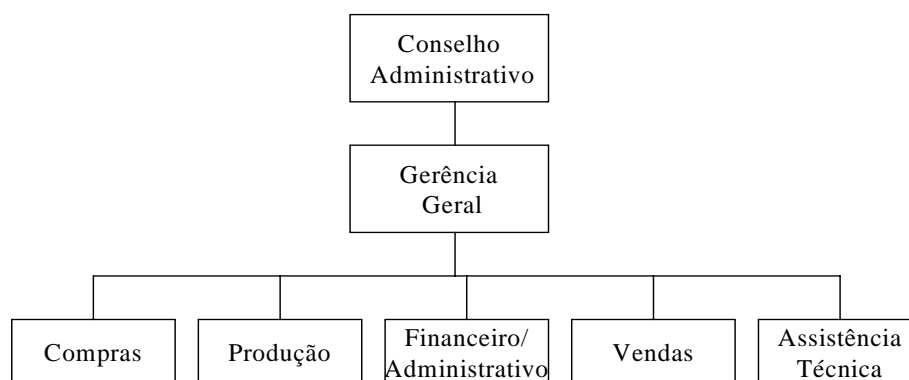 Conselho
Administrativo
Gerência
Geral
Compras
Produção
Financeiro/
Administrativo
Vendas
Assistência
Técnica